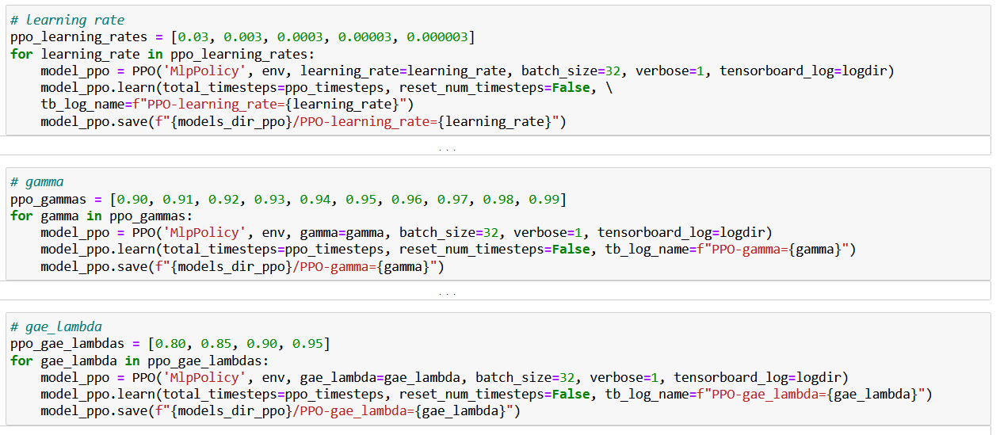 # learning rate
ppo_learning_rates = [0.03, 0.003, 0.0003, 0.00003, 0.000003]
for learning_rate in ppo_learning_rates:
    model_ppo = PPO('MlpPolicy', env, learning_rate=learning_rate, batch_size=32, verbose=1, tensorboard_log=logdir)
    model_ppo.learn(total_timesteps=ppo_timesteps, reset_num_timesteps=False, \
    tb_log_name=f"PPO-learning_rate={learning_rate}")
    model_ppo.save(f"{models_dir_ppo}/PPO-learning_rate={learning_rate}")
...
# gamma
ppo_gammas = [0.90, 0.91, 0.92, 0.93, 0.94, 0.95, 0.96, 0.97, 0.98, 0.99]
for gamma in ppo_gammas:
    model_ppo = PPO('MlpPolicy', env, gamma=gamma, batch_size=32, verbose=1, tensorboard_log=logdir)
    model_ppo.learn(total_timesteps=ppo_timesteps, reset_num_timesteps=False, tb_log_name=f"PPO-gamma={gamma}")
    model_ppo.save(f"{models_dir_ppo}/PPO-gamma={gamma}")
...
# gae_lambda
ppo_gae_lambdas = [0.80, 0.85, 0.90, 0.95]
for gae_lambda in ppo_gae_lambdas:
    model_ppo = PPO('MlpPolicy', env, gae_lambda=gae_lambda, batch_size=32, verbose=1, tensorboard_log=logdir)
    model_ppo.learn(total_timesteps=ppo_timesteps, reset_num_timesteps=False, tb_log_name=f"PPO-gae_lambda={gae_lambda}")
    model_ppo.save(f"{models_dir_ppo}/PPO-gae_lambda={gae_lambda}")